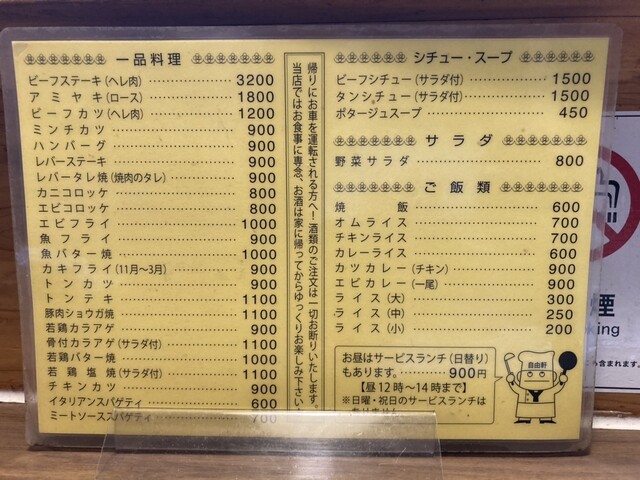 一品料理
ビーフステーキ(ヘレ肉) 3200
アミヤキ(ロース) 1800
ビーフカツ(ヘレ肉) 1200
ミンチカツ 900
ハンバーグ 900
レバーステーキ 900
レバータレ焼(焼肉のタレ) 900
カニコロッケ 800
エビコロッケ 800
エビフライ 1000
魚フライ 900
魚バター焼 1000
カキフライ(11月〜3月) 900
トンカツ 900
トンテキ 1100
豚肉ショウガ焼 1100
若鶏カラアゲ 900
骨付カラアゲ(サラダ付) 1100
若鶏バター焼 1000
若鶏塩焼(サラダ付) 1100
チキンカツ 900
イタリアンスパゲティ 600
ミートソーススパゲティ 700
帰りにお車を運転される方へ!酒類のご注文は一切お断りいたします。
当店ではお食事に専念、お酒は家に帰ってからゆっくりお楽しみ下さい!
シチュー・スープ
ビーフシチュー(サラダ付) 1500
タンシチュー(サラダ付) 1500
ポタージュスープ 450
サラダ
野菜サラダ 800
ご飯類
焼飯 600
オムライス 700
チキンライス 700
カレーライス 600
カツカレー(チキン) 900
エビカレー(一尾) 900
ライス(大) 300
ライス(中) 250
ライス(小) 200
お昼はサービスランチ(日替り)
もあります。 900円
【昼12時〜14時まで】
※日曜・祝日のサービスランチは
ありません
自由軒
煙
king